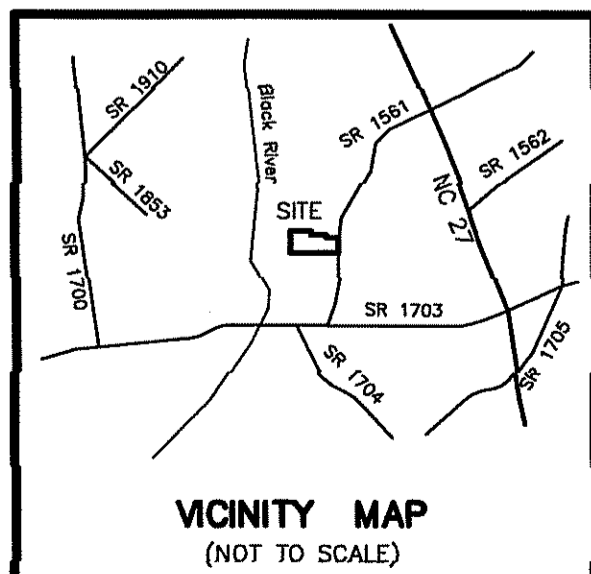 SR 1910
Black River
SR 1561
SR 1562
SR 1853
NC 27
SITE
SR 1700
SR 1703
SR 1704
SR 1705
VICINITY MAP
(NOT TO SCALE)